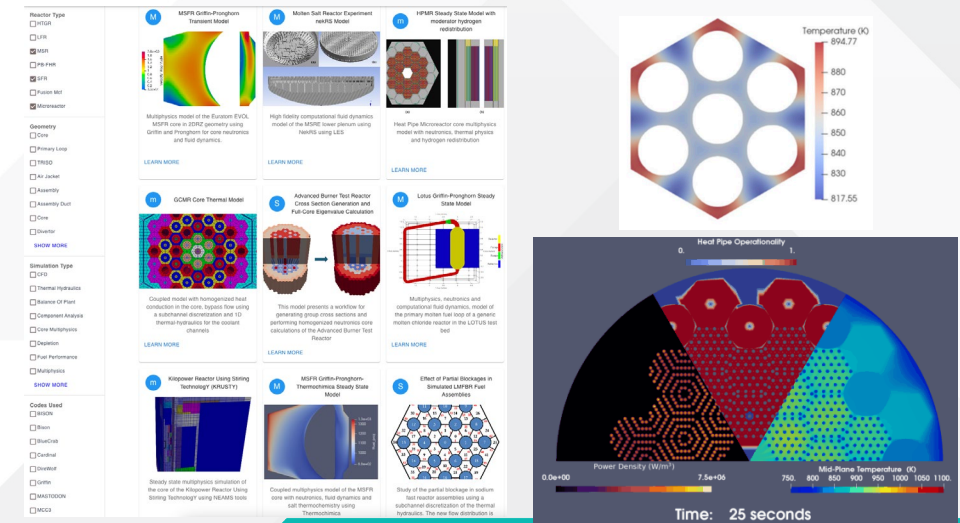 Reactor Type
HTGR
LFR
MSR
PB-FHR
SFR
Fusion Mcf
Microreactor
Geometry
Core
Primary Loop
TRISO
Air Jacket
Assembly
Assembly Duct
Core
Divertor
SHOW MORE
Simulation Type
CFD
Thermal Hydraulics
Balance Of Plant
Component Analysis
Core Multiphysics
Depletion
Fuel Performance
Multiphysics
SHOW MORE
Codes Used
BISON
Bison
BlueCrab
Cardinal
DireWolf
Griffin
MASTODON
MCC3
M
MSFR Griffin-Pronghorn
Transient Model
Multiphysics model of the Euratom EVOL
MSFR core in 2DRZ geometry using
Griffin and Pronghorn for core neutronics
and fluid dynamics.
LEARN MORE
M
Molten Salt Reactor Experiment
nekRS Model
High fidelity computational fluid dynamics
model of the MSRE lower plenum using
NekRS using LES
LEARN MORE
m
HPMR Steady State Model with
moderator hydrogen
redistribution
Heat Pipe Microreactor core multiphysics
model with neutronics, thermal physics
and hydrogen redistribution
LEARN MORE
m
GCMR Core Thermal Model
Coupled model with homogenized heat
conduction in the core, bypass flow using
a subchannel discretization and 1D
thermal-hydraulics for the coolant
channels
LEARN MORE
S
Advanced Burner Test Reactor
Cross Section Generation and
Full-Core Eigenvalue Calculation
This model presents a workflow for
generating group cross sections and
performing homogenized neutronics core
calculations of the Advanced Burner Test
Reactor
LEARN MORE
M
Lotus Griffin-Pronghorn Steady
State Model
Multiphysics, neutronics and
computational fluid dynamics, model of
the primary molten fuel loop of a generic
molten chloride reactor in the LOTUS test
bed
LEARN MORE
m
Kilopower Reactor Using Stirling
TechnologY (KRUSTY)
Steady state multiphysics simulation of
the core of the Kilopower Reactor Using
Stirling TechnologY using NEAMS tools
M
MSFR Griffin-Pronghorn-
Thermochimica Steady State
Model
Coupled multiphysics model of the MSFR
core with neutronics, fluid dynamics and
salt thermochemistry using
Thermochimica
S
Effect of Partial Blockages in
Simulated LMFBR Fuel
Assemblies
Study of the partial blockage in sodium
fast reactor assemblies using a
subchannel discretization of the thermal
hydraulics. The new flow distribution is
Temperature (K)
894.77
880
870
860
850
840
830
817.55
Heat Pipe Operationality
0.
1.
Power Density (W/m³)
0.0e+00
7.5e+06
Mid-Plane Temperature (K)
750. 800 850 900 950 1000 1050 1100.
Time: 25 seconds